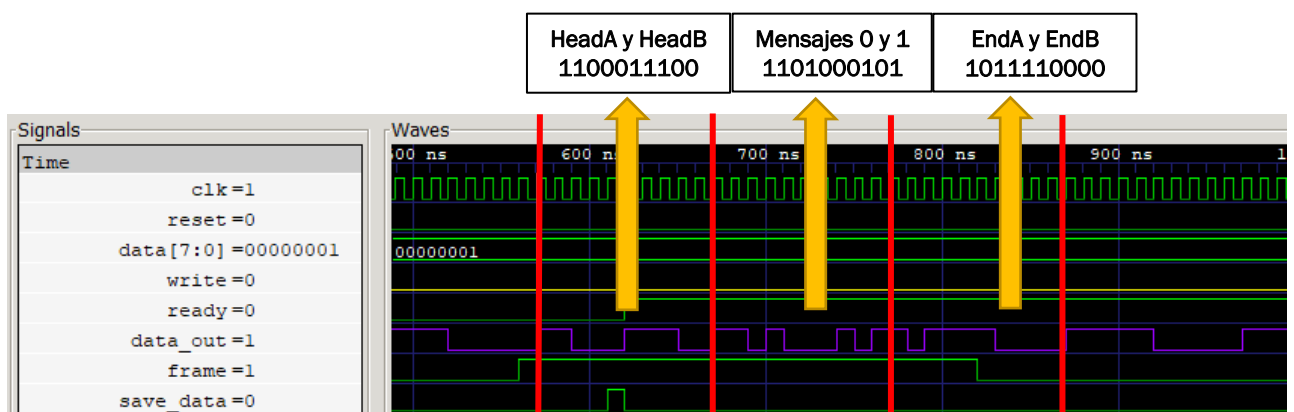 HeadA y HeadB
1100011100
Mensajes 0 y 1
1101000101
EndA y EndB
1011110000
Signals
Waves
Time
00 ns
600 n
700 ns
800 ns
900 ns
1
clk=1
reset=0
data[7:0]=00000001
00000001
write=0
ready=0
data_out=1
frame=1
save_data=0